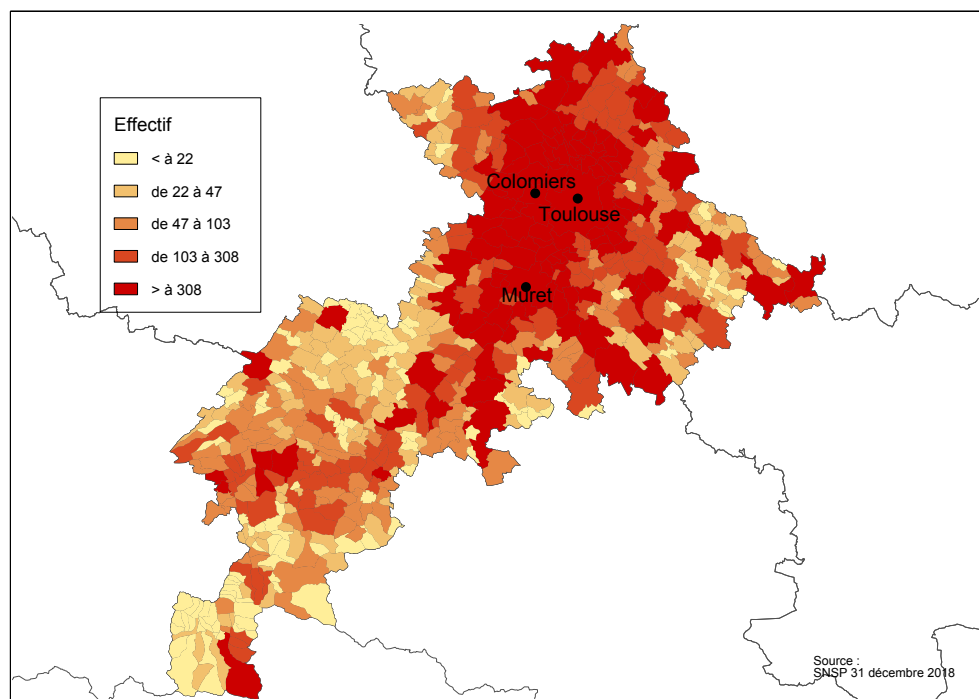 Effectif
< à 22
de 22 à 47
de 47 à 103
de 103 à 308
> à 308
Colomiers
Toulouse
Muret
Source :
SNSP 31 décembre 2018